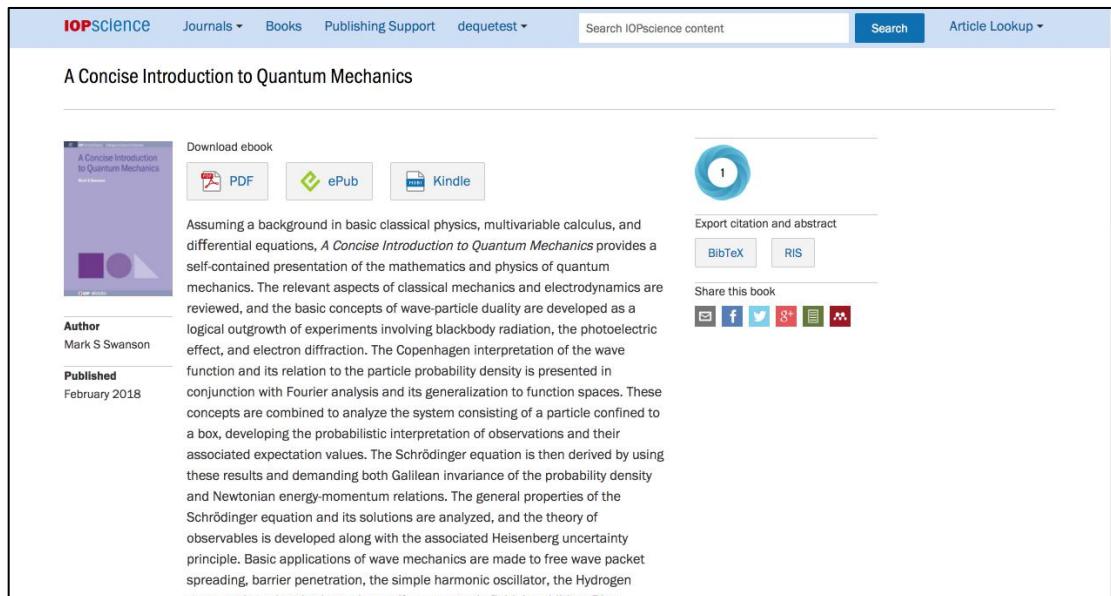 IOPscience Journals Books Publishing Support dequetest Search IOPscience content Search Article Lookup
A Concise Introduction to Quantum Mechanics
A Concise Introduction
to Quantum Mechanics
Mark S Swanson
Author
Mark S Swanson
Published
February 2018
Download ebook
PDF ePub Kindle
Assuming a background in basic classical physics, multivariable calculus, and
differential equations, A Concise Introduction to Quantum Mechanics provides a
self-contained presentation of the mathematics and physics of quantum
mechanics. The relevant aspects of classical mechanics and electrodynamics are
reviewed, and the basic concepts of wave-particle duality are developed as a
logical outgrowth of experiments involving blackbody radiation, the photoelectric
effect, and electron diffraction. The Copenhagen interpretation of the wave
function and its relation to the particle probability density is presented in
conjunction with Fourier analysis and its generalization to function spaces. These
concepts are combined to analyze the system consisting of a particle confined to
a box, developing the probabilistic interpretation of observations and their
associated expectation values. The Schrödinger equation is then derived by using
these results and demanding both Galilean invariance of the probability density
and Newtonian energy-momentum relations. The general properties of the
Schrödinger equation and its solutions are analyzed, and the theory of
observables is developed along with the associated Heisenberg uncertainty
principle. Basic applications of wave mechanics are made to free wave packet
spreading, barrier penetration, the simple harmonic oscillator, the Hydrogen
1
Export citation and abstract
BibTeX RIS
Share this book